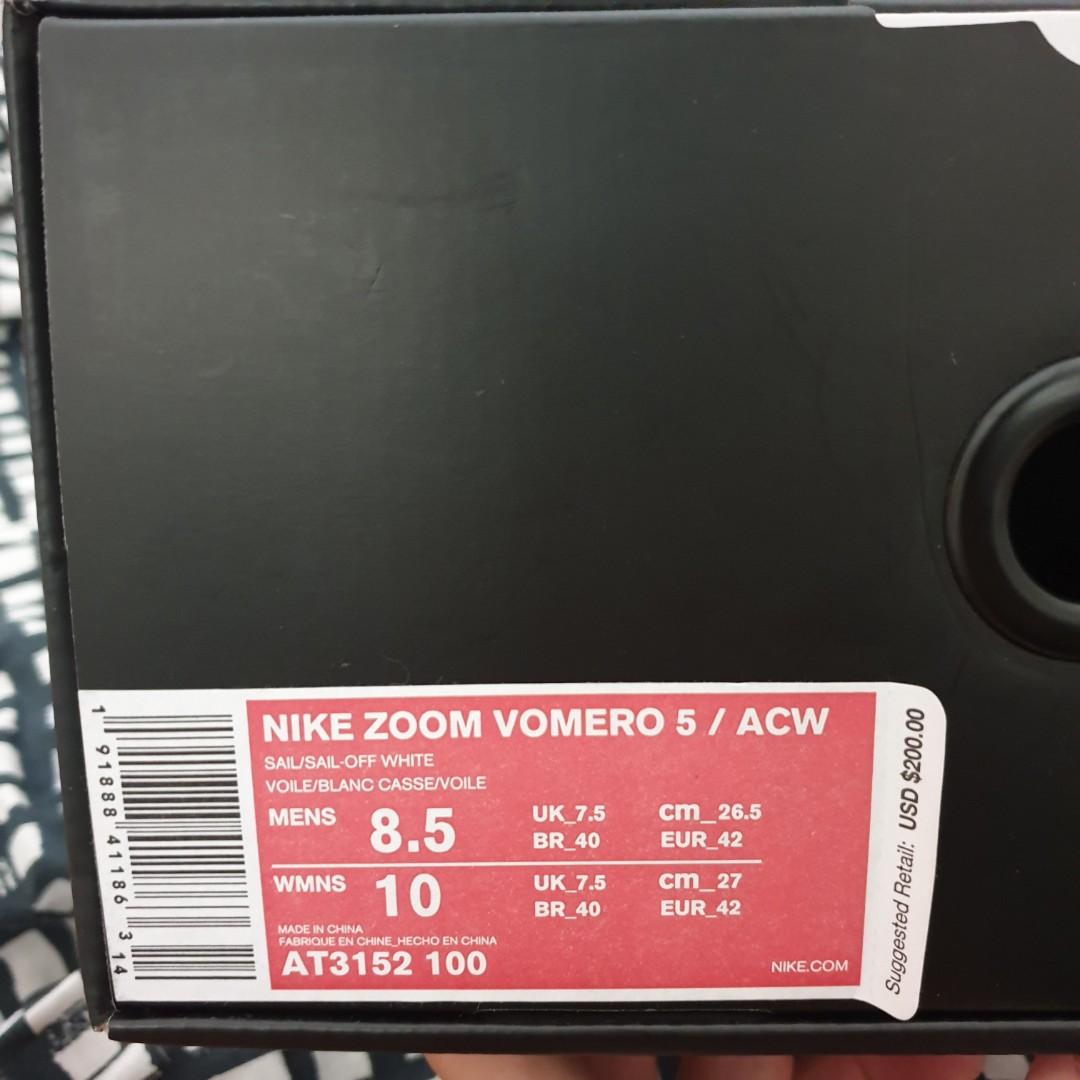 NIKE ZOOM VOMERO 5 / ACW
SAIL/SAIL-OFF WHITE
VOILE/BLANC CASSE/VOILE
MENS 8.5 UK_7.5 cm_26.5
BR_40 EUR_42
WMNS 10 UK_7.5 cm_27
BR_40 EUR_42
MADE IN CHINA
FABRIQUE EN CHINE_HECHO EN CHINA
AT3152 100
NIKE.COM
1 91888 41186 3 14
Suggested Retail: USD $200.00